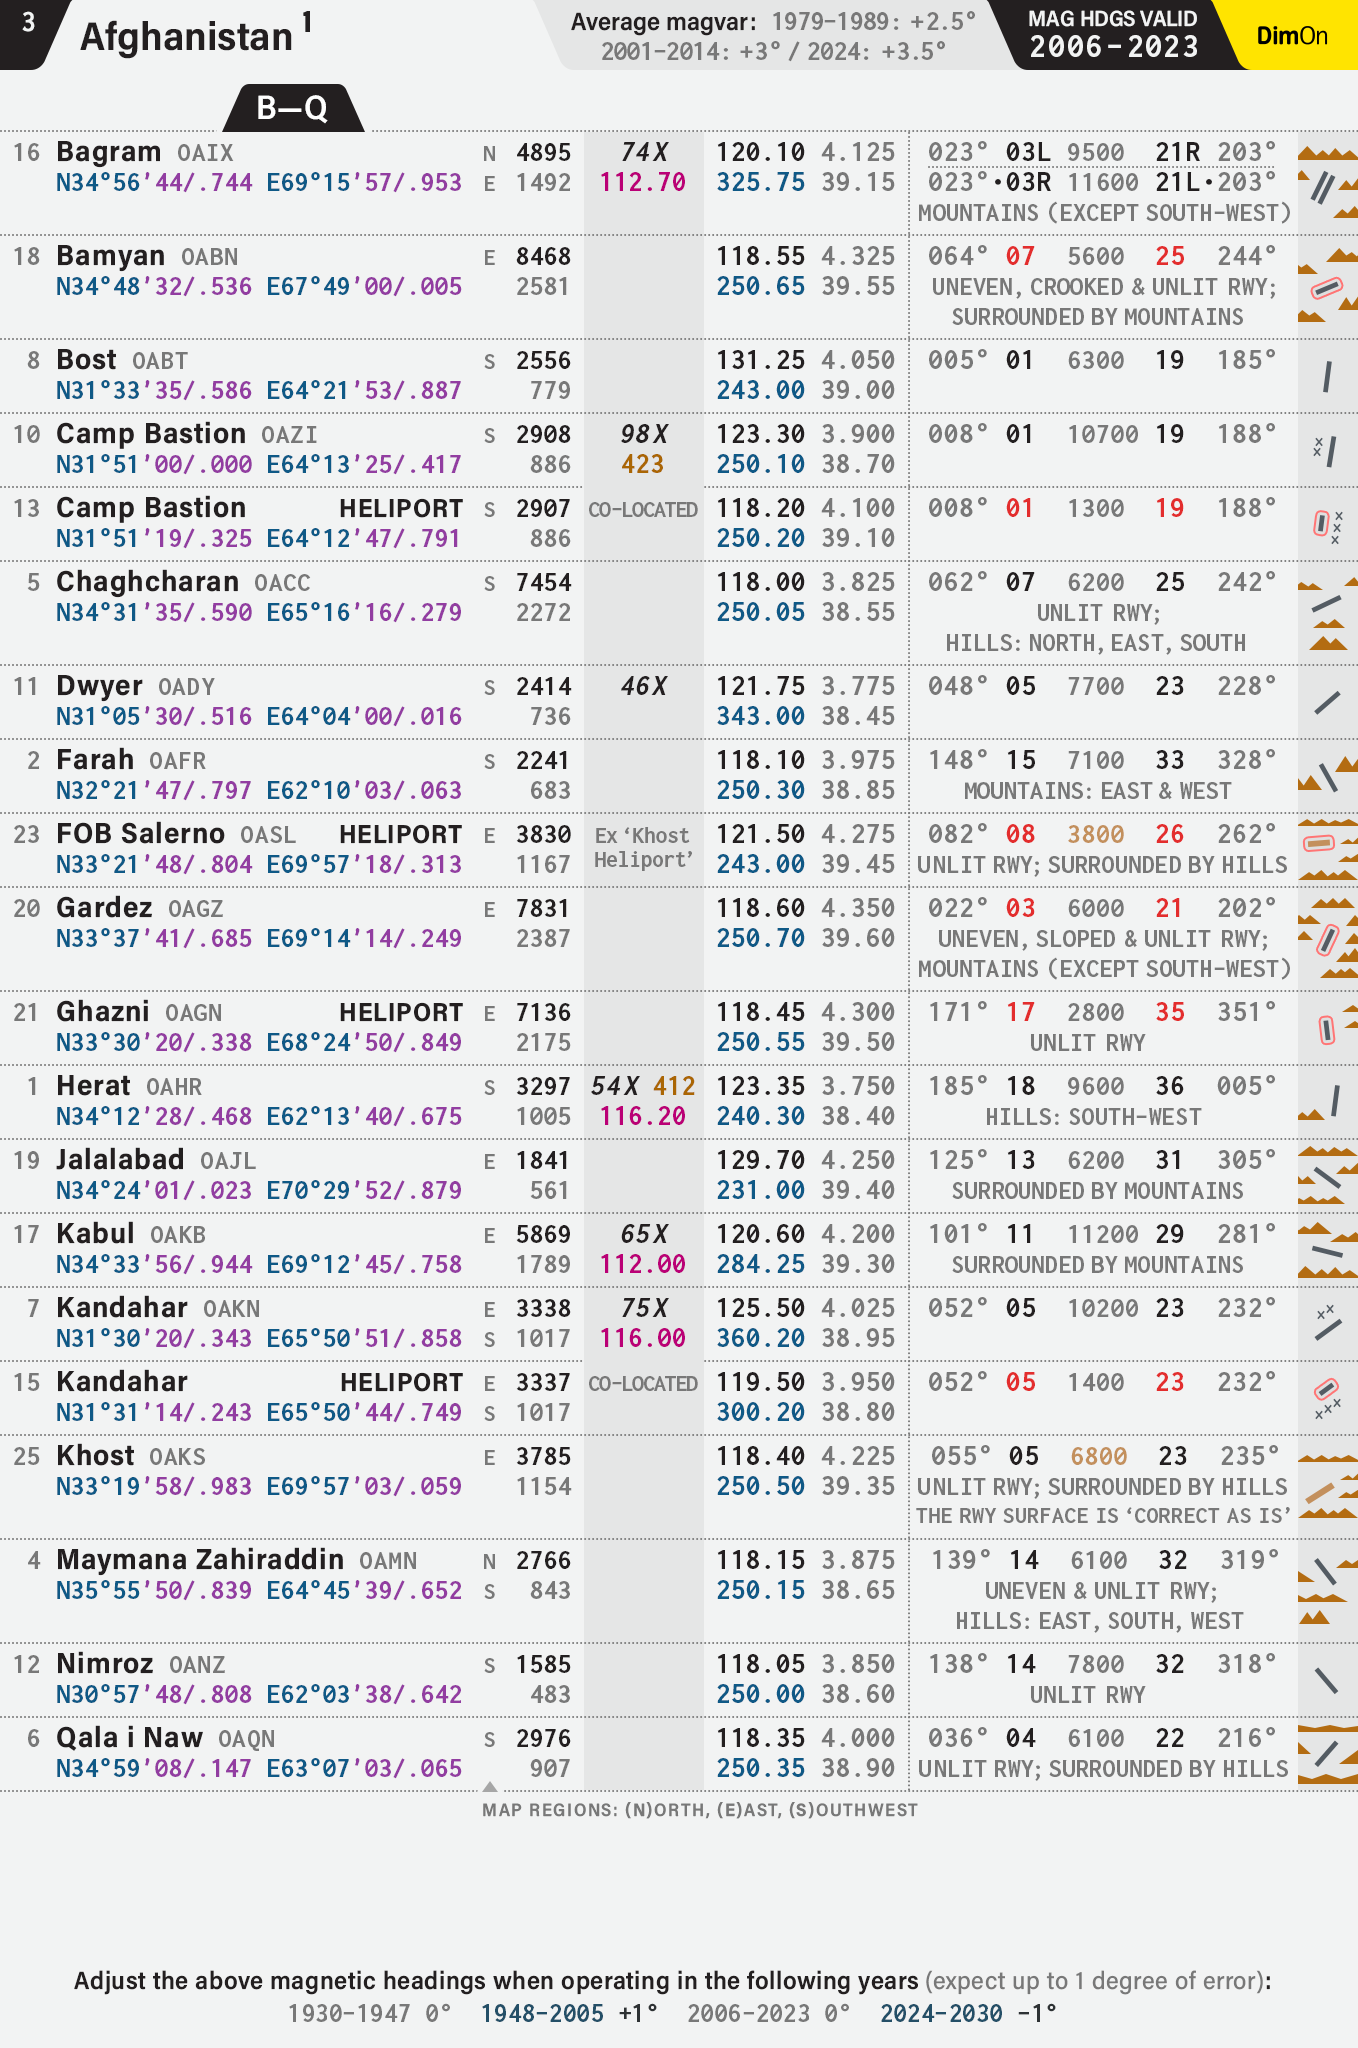 3 Afghanistan 1 Average magvar: 1979–1989: +2.5° MAG HDGS VALID DimOn
2001–2014: +3° / 2024: +3.5° 2006–2023
B—Q
16 Bagram OAIX N 4895 74X 120.10 4.125 023° 03L 9500 21R 203°
N34°56'44/.744 E69°15'57/.953 E 1492 112.70 325.75 39.15 023°·03R 11600 21L·203°
MOUNTAINS (EXCEPT SOUTH-WEST)
18 Bamyan OABN E 8468 118.55 4.325 064° 07 5600 25 244°
N34°48'32/.536 E67°49'00/.005 2581 250.65 39.55 UNEVEN, CROOKED & UNLIT RWY;
SURROUNDED BY MOUNTAINS
8 Bost OABT S 2556 131.25 4.050 005° 01 6300 19 185°
N31°33'35/.586 E64°21'53/.887 779 243.00 39.00
10 Camp Bastion OAZI S 2908 98X 123.30 3.900 008° 01 10700 19 188°
N31°51'00/.000 E64°13'25/.417 886 423 250.10 38.70
13 Camp Bastion HELIPORT S 2907 CO-LOCATED 118.20 4.100 008° 01 1300 19 188°
N31°51'19/.325 E64°12'47/.791 886 250.20 39.10
5 Chaghcharan OACC S 7454 118.00 3.825 062° 07 6200 25 242°
N34°31'35/.590 E65°16'16/.279 2272 250.05 38.55 UNLIT RWY;
HILLS: NORTH, EAST, SOUTH
11 Dwyer OADY S 2414 46X 121.75 3.775 048° 05 7700 23 228°
N31°05'30/.516 E64°04'00/.016 736 343.00 38.45
2 Farah OAFR S 2241 118.10 3.975 148° 15 7100 33 328°
N32°21'47/.797 E62°10'03/.063 683 250.30 38.85 MOUNTAINS: EAST & WEST
23 FOB Salerno OASL HELIPORT E 3830 Ex ‘Khost 121.50 4.275 082° 08 3800 26 262°
N33°21'48/.804 E69°57'18/.313 1167 Heliport’ 243.00 39.45 UNLIT RWY; SURROUNDED BY HILLS
20 Gardez OAGZ E 7831 118.60 4.350 022° 03 6000 21 202°
N33°37'41/.685 E69°14'14/.249 2387 250.70 39.60 UNEVEN, SLOPED & UNLIT RWY;
MOUNTAINS (EXCEPT SOUTH-WEST)
21 Ghazni OAGN HELIPORT E 7136 118.45 4.300 171° 17 2800 35 351°
N33°30'20/.338 E68°24'50/.849 2175 250.55 39.50 UNLIT RWY
1 Herat OAHR S 3297 54X 412 123.35 3.750 185° 18 9600 36 005°
N34°12'28/.468 E62°13'40/.675 1005 116.20 240.30 38.40 HILLS: SOUTH-WEST
19 Jalalabad OAJL E 1841 129.70 4.250 125° 13 6200 31 305°
N34°24'01/.023 E70°29'52/.879 561 231.00 39.40 SURROUNDED BY MOUNTAINS
17 Kabul OAKB E 5869 65X 120.60 4.200 101° 11 11200 29 281°
N34°33'56/.944 E69°12'45/.758 1789 112.00 284.25 39.30 SURROUNDED BY MOUNTAINS
7 Kandahar OAKN E 3338 75X 125.50 4.025 052° 05 10200 23 232°
N31°30'20/.343 E65°50'51/.858 S 1017 116.00 360.20 38.95
15 Kandahar HELIPORT E 3337 CO-LOCATED 119.50 3.950 052° 05 1400 23 232°
N31°31'14/.243 E65°50'44/.749 S 1017 300.20 38.80
25 Khost OAKS E 3785 118.40 4.225 055° 05 6800 23 235°
N33°19'58/.983 E69°57'03/.059 1154 250.50 39.35 UNLIT RWY; SURROUNDED BY HILLS
THE RWY SURFACE IS ‘CORRECT AS IS’
4 Maymana Zahiraddin OAMN N 2766 118.15 3.875 139° 14 6100 32 319°
N35°55'50/.839 E64°45'39/.652 S 843 250.15 38.65 UNEVEN & UNLIT RWY;
HILLS: EAST, SOUTH, WEST
12 Nimroz OANZ S 1585 118.05 3.850 138° 14 7800 32 318°
N30°57'48/.808 E62°03'38/.642 483 250.00 38.60 UNLIT RWY
6 Qala i Naw OAQN S 2976 118.35 4.000 036° 04 6100 22 216°
N34°59'08/.147 E63°07'03/.065 907 250.35 38.90 UNLIT RWY; SURROUNDED BY HILLS
MAP REGIONS: (N)ORTH, (E)AST, (S)OUTHWEST
Adjust the above magnetic headings when operating in the following years (expect up to 1 degree of error):
1930–1947 0° 1948–2005 +1° 2006–2023 0° 2024–2030 −1°